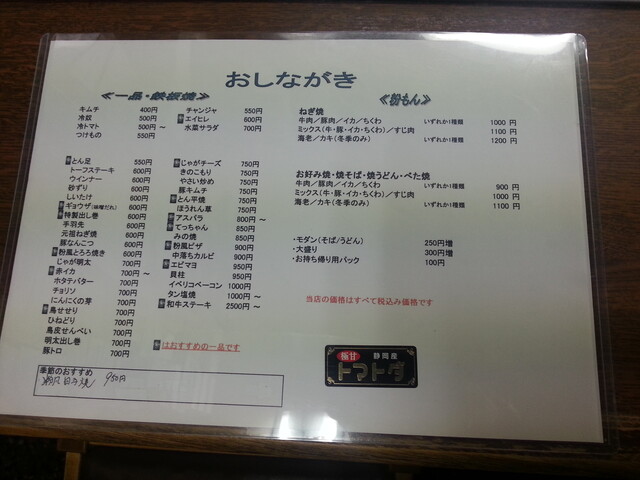 おしながき
≪一品・鉄板焼≫
キムチ 400円
冷奴 500円
冷トマト 500円～
つけもの 550円
チャンジャ 550円
エイヒレ 600円
水菜サラダ 700円
とん足 550円
トーフステーキ 600円
ウインナー 600円
砂ずり 600円
しいたけ 600円
ギョウザ(味噌だれ) 600円
特製出し巻 600円
手羽先 600円
元祖ねぎ焼 600円
豚なんこつ 600円
粉風とろろ焼き 600円
じゃが明太 700円
赤イカ 700円～
ホタテバター 700円
チョリソ 700円
にんにくの芽 700円
鳥せせり 700円
ひねどり 700円
鳥皮せんべい 700円
明太出し巻 700円
豚トロ 700円
じゃがチーズ 750円
きのこもり 750円
やさい炒め 750円
豚キムチ 750円
とん平焼 750円
ほうれん草 750円
アスパラ 800円～
てっちゃん 850円
みの焼 850円
粉風ピザ 900円
中落ちカルビ 900円
エビマヨ 950円
貝柱 950円
イベリコベーコン 1000円
タン塩焼 1000円～
和牛ステーキ 2500円～
はおすすめの一品です
季節のおすすめ
950円
≪粉もん≫
ねぎ焼
牛肉／豚肉／イカ／ちくわ いずれか1種類 1000円
ミックス(牛・豚・イカ・ちくわ)／すじ肉 1100円
海老／カキ(冬季のみ) いずれか1種類 1200円
お好み焼・焼そば・焼うどん・べた焼
牛肉／豚肉／イカ／ちくわ いずれか1種類 900円
ミックス(牛・豚・イカ・ちくわ)／すじ肉 1000円
海老／カキ(冬季のみ) いずれか1種類 1100円
・モダン(そば／うどん) 250円増
・大盛り 300円増
・お持ち帰り用パック 100円
当店の価格はすべて税込み価格です
極甘 静岡産
トマトダ